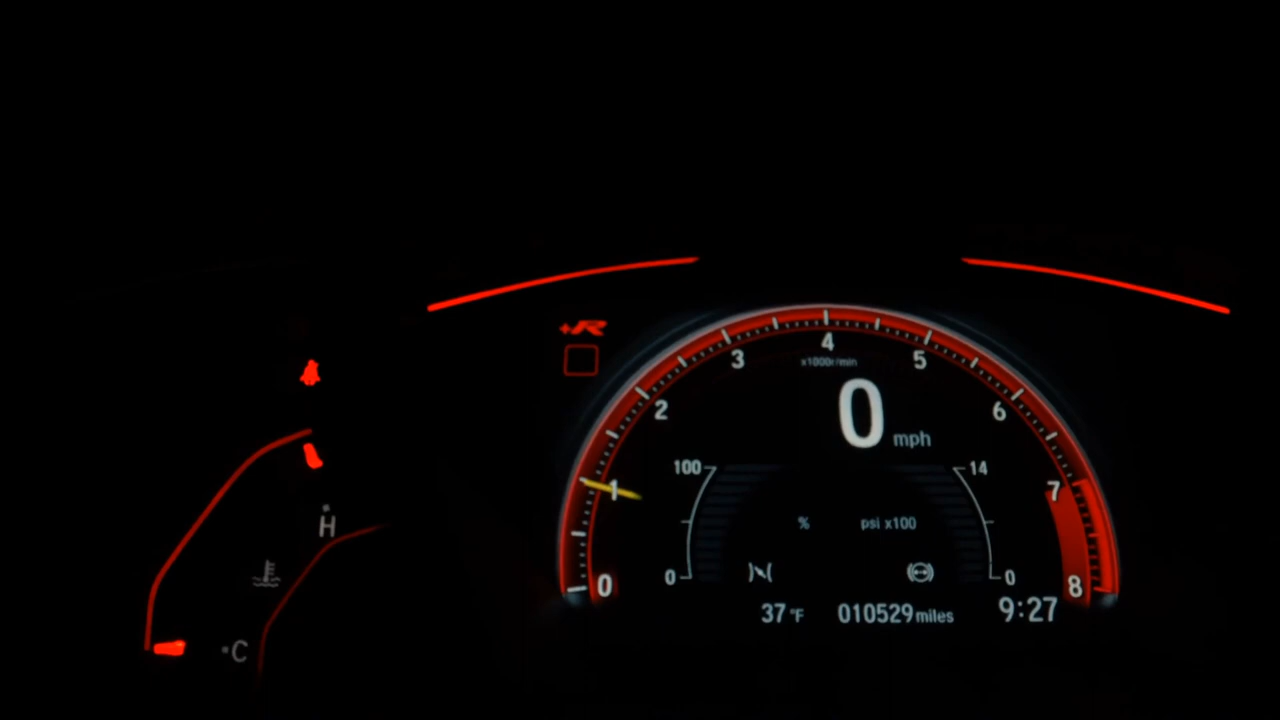 +R
4
3 5
x1000r/min
2 6
0 mph
100 14
1 7
H
% psi x100
0 0
0 8
37 °F 010529 miles 9:27
C